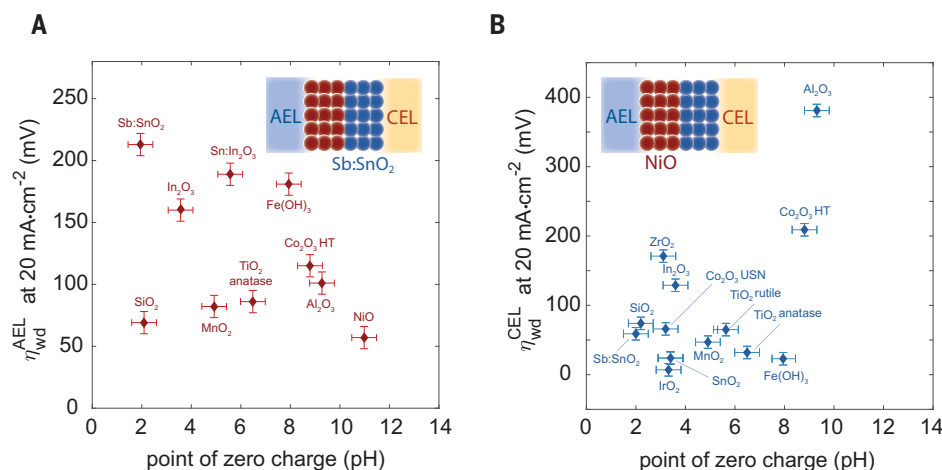 A
η_wd^AEL at 20 mA·cm⁻² (mV)
250
200
150
100
50
0
0 2 4 6 8 10 12 14
point of zero charge (pH)
AEL
CEL
Sb:SnO₂
Sb:SnO₂
Sn:In₂O₃
In₂O₃
Fe(OH)₃
Co₂O₃ HT
TiO₂
anatase
SiO₂
MnO₂
Al₂O₃
NiO
B
η_wd^CEL at 20 mA·cm⁻² (mV)
400
300
200
100
0
0 2 4 6 8 10 12 14
point of zero charge (pH)
AEL
CEL
NiO
Al₂O₃
Co₂O₃ HT
ZrO₂
In₂O₃
Co₂O₃ USN
SiO₂
TiO₂ rutile
TiO₂ anatase
Sb:SnO₂
MnO₂
SnO₂
Fe(OH)₃
IrO₂